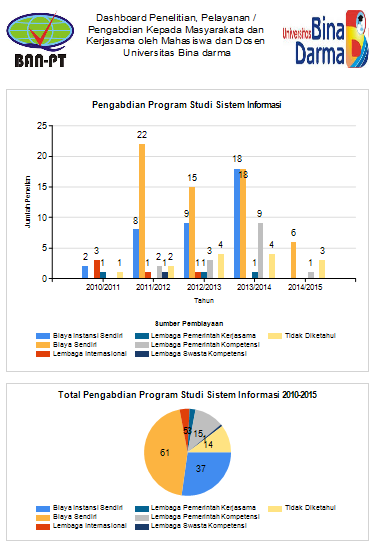 BAN-PT
Dashboard Penelitian, Pelayanan /
Pengabdian Kepada Masyarakata dan
Kerjasama oleh Mahasiswa dan Dosen
Universitas Bina darma
Universitas Bina
Darma
Pengabdian Program Studi Sistem Informasi
Jumlah Penelian
25
20
15
10
5
0
2 3 1 1
8 22 1 2 1 2
9 15 1 1 3 4
18 18 1 9 4
6 1 3
2010/2011 2011/2012 2012/2013 2013/2014 2014/2015
Tahun
Sumber Pembiayaan
Biaya Instansi Sendiri Lembaga Pemerintah Kerjasama Tidak Diketahui
Biaya Sendiri Lembaga Pemerintah Kompetensi
Lembaga Internasional Lembaga Swasta Kompetensi
Total Pengabdian Program Studi Sistem Informasi 2010-2015
5 3 15
14
61
37
Biaya Instansi Sendiri Lembaga Pemerintah Kerjasama Tidak Diketahui
Biaya Sendiri Lembaga Pemerintah Kompetensi
Lembaga Internasional Lembaga Swasta Kompetensi